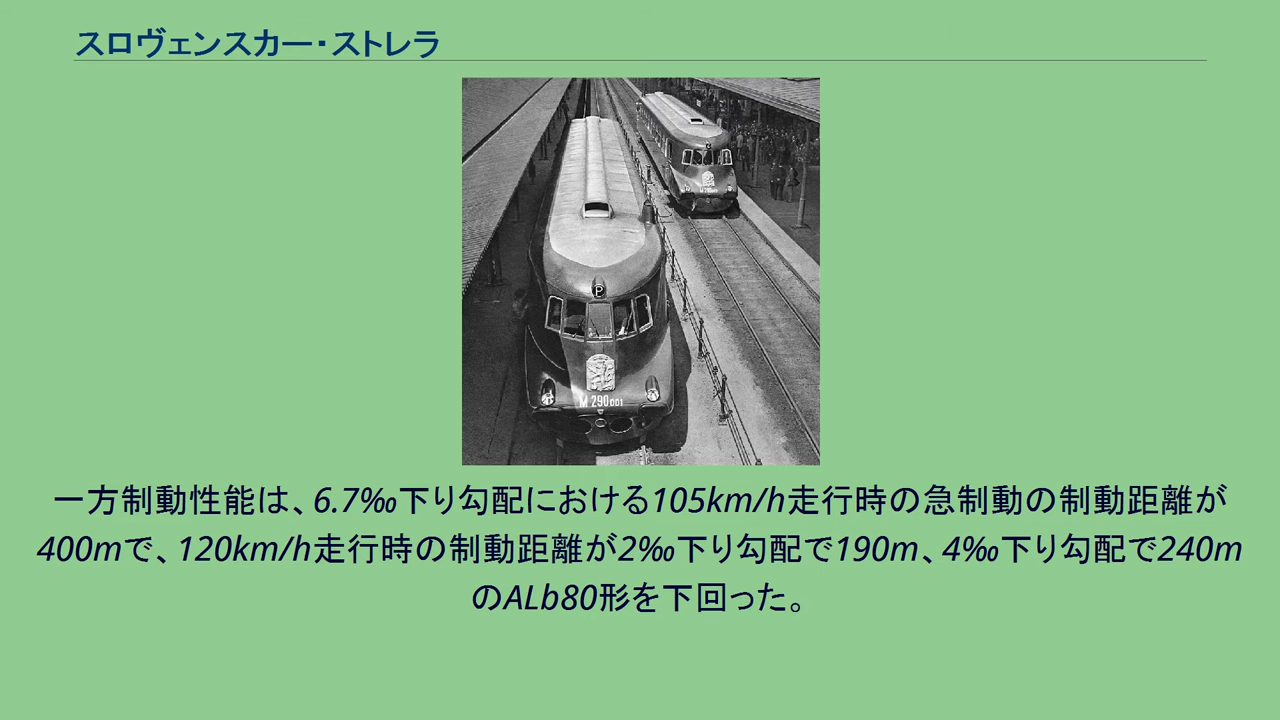 スロヴェンスカー・ストレラ
P
M 290001
一方制動性能は、6.7‰下り勾配における105km/h走行時の急制動の制動距離が
400mで、120km/h走行時の制動距離が2‰下り勾配で190m、4‰下り勾配で240m
のALb80形を下回った。